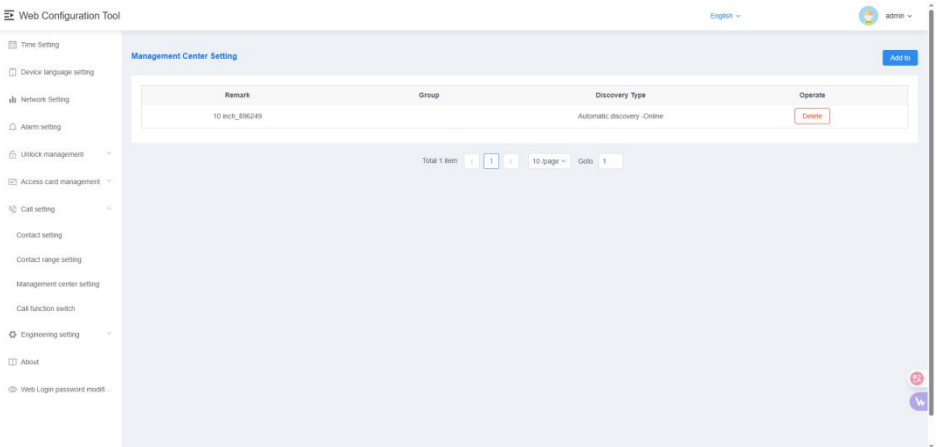 Web Configuration Tool
English
admin
Time Setting
Device language setting
Network Setting
Alarm setting
Unlock management
Access card management
Call setting
Contact setting
Contact range setting
Management center setting
Call function switch
Engineering setting
About
Web Login password modifi...
Management Center Setting
Add to
Remark Group Discovery Type Operate
10 inch_896249 Automatic discovery -Online Delete
Total 1 item < 1 > 10 /page Goto 1